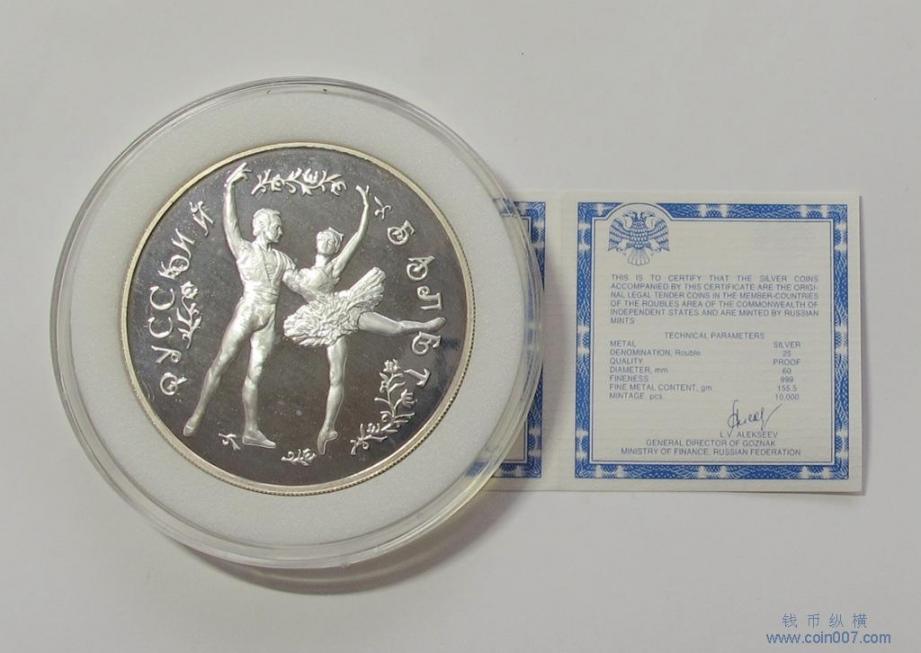 РУССКИЙ
БАЛЕТ
THIS IS TO CERTIFY THAT THE SILVER COINS
ACCOMPANIED BY THIS CERTIFICATE ARE THE ORIGI-
NAL LEGAL TENDER COINS IN THE MEMBER-COUNTRIES
OF THE ROUBLES AREA OF THE COMMONWEALTH OF
INDEPENDENT STATES AND ARE MINTED BY RUSSIAN
MINTS
TECHNICAL PARAMETERS
METAL SILVER
DENOMINATION, Rouble 25
QUALITY PROOF
DIAMETER, mm 60
FINENESS 999
FINE METAL CONTENT, gm 155.5
MINTAGE, pcs 10,000
L.V. ALEKSEEV
GENERAL DIRECTOR OF GOZNAK
MINISTRY OF FINANCE, RUSSIAN FEDERATION
钱币纵横
www.coin007.com